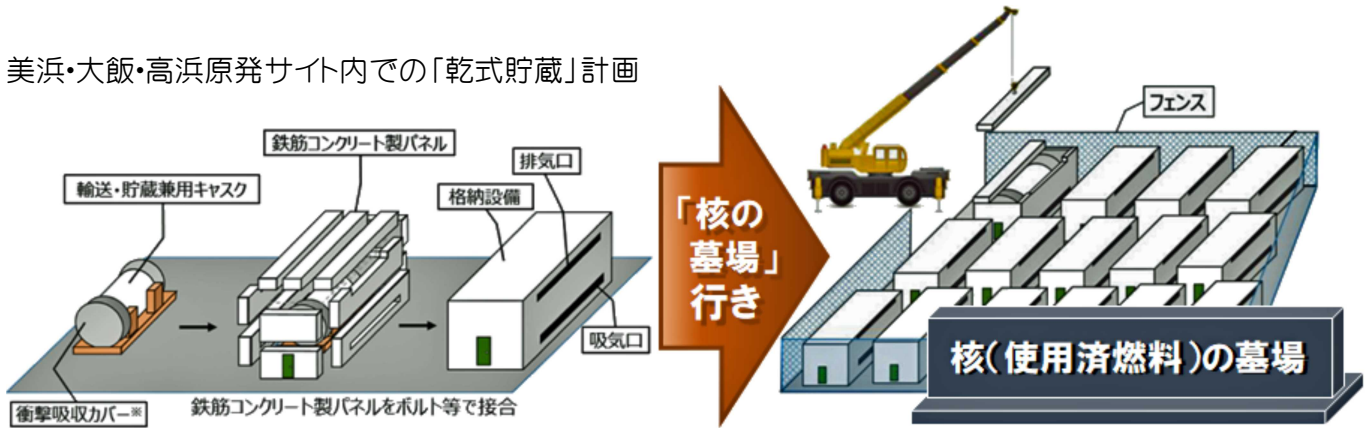 美浜・大飯・高浜原発サイト内での「乾式貯蔵」計画
鉄筋コンクリート製パネル
排気口
輸送・貯蔵兼用キャスク
格納設備
吸気口
衝撃吸収カバー※
鉄筋コンクリート製パネルをボルト等で接合
「核の
墓場」
行き
フェンス
核(使用済燃料)の墓場